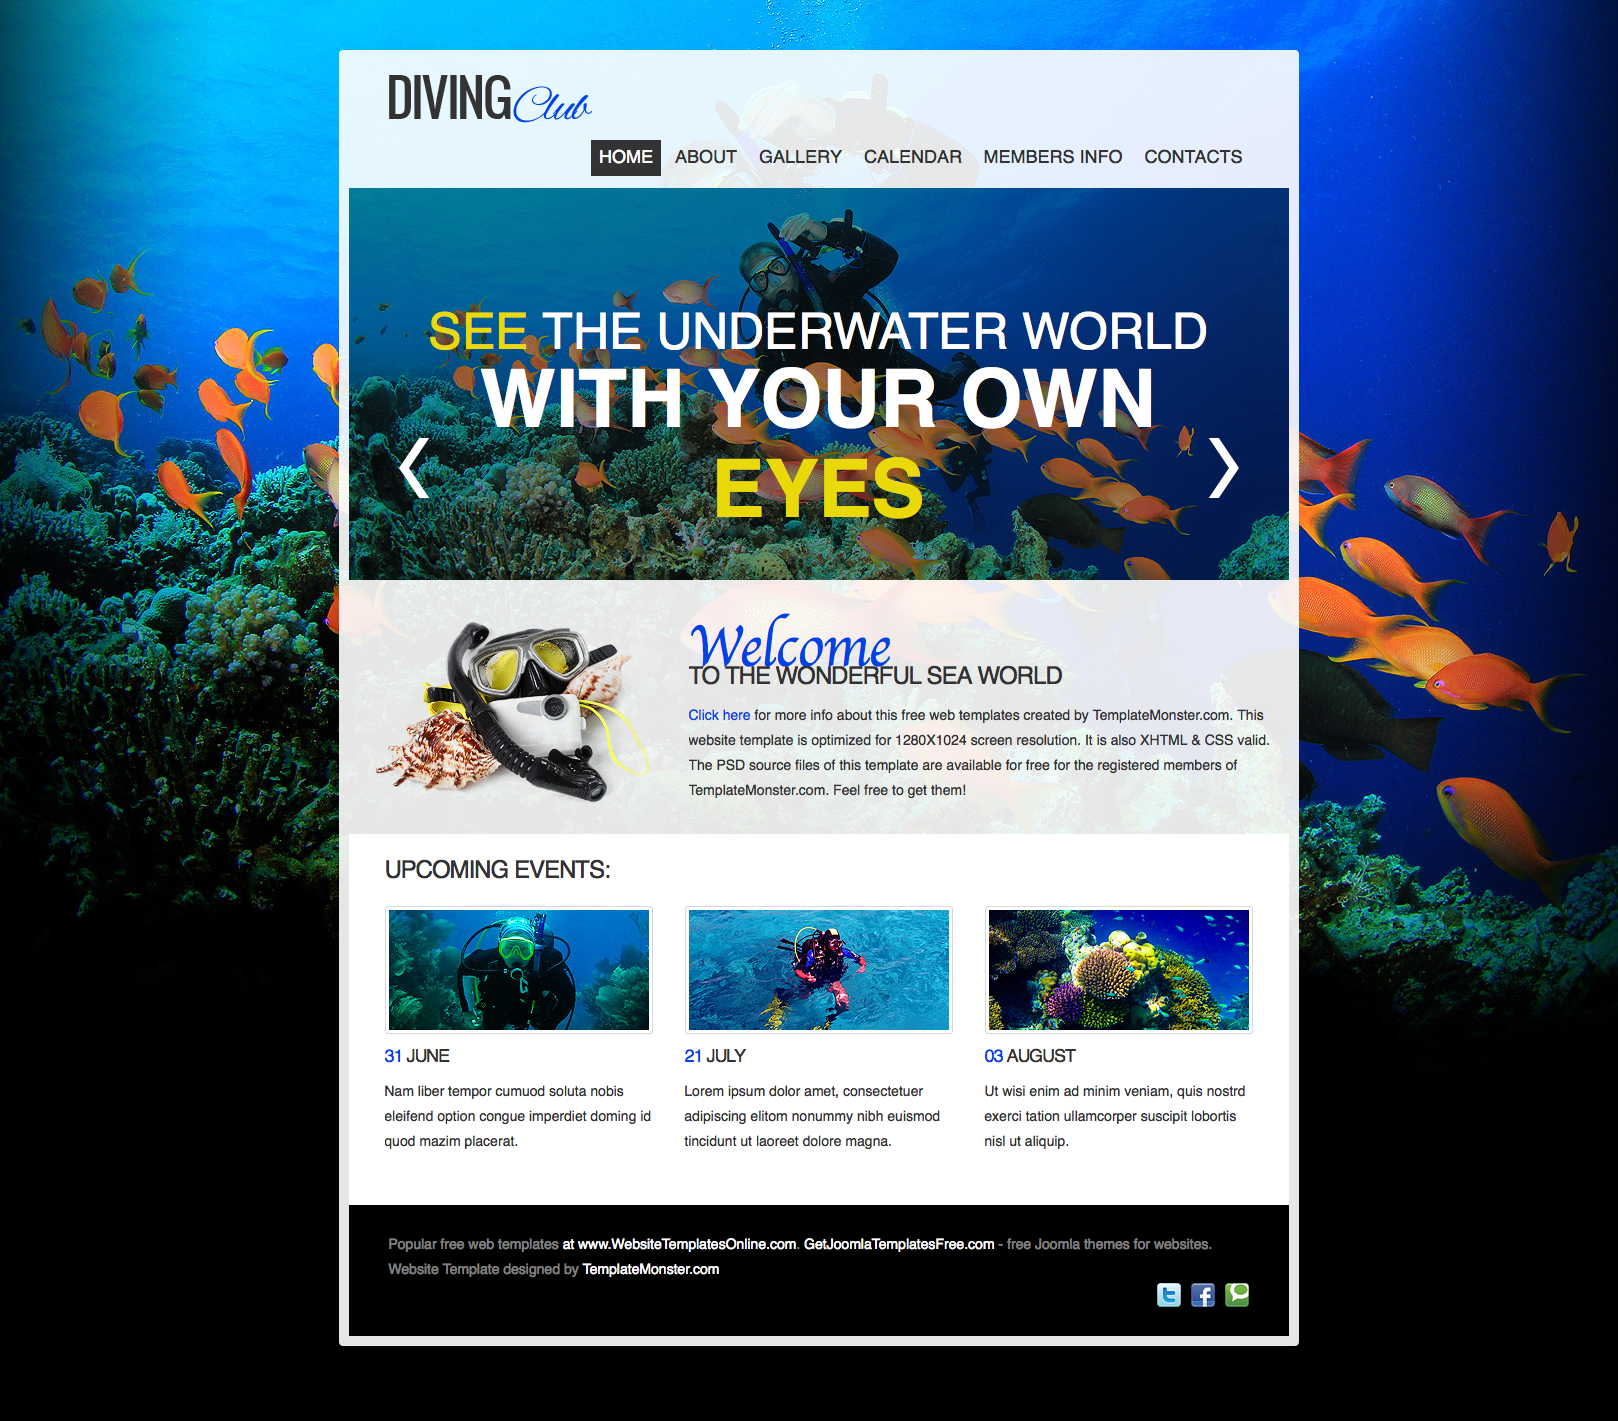 DIVING Club
HOME ABOUT GALLERY CALENDAR MEMBERS INFO CONTACTS
SEE THE UNDERWATER WORLD
WITH YOUR OWN
EYES
Welcome
TO THE WONDERFUL SEA WORLD
Click here for more info about this free web templates created by TemplateMonster.com. This
website template is optimized for 1280X1024 screen resolution. It is also XHTML & CSS valid.
The PSD source files of this template are available for free for the registered members of
TemplateMonster.com. Feel free to get them!
UPCOMING EVENTS:
31 JUNE
Nam liber tempor cumuod soluta nobis
eleifend option congue imperdiet doming id
quod mazim placerat.
21 JULY
Lorem ipsum dolor amet, consectetuer
adipiscing elitom nonummy nibh euismod
tincidunt ut laoreet dolore magna.
03 AUGUST
Ut wisi enim ad minim veniam, quis nostrd
exerci tation ullamcorper suscipit lobortis
nisl ut aliquip.
Popular free web templates at www.WebsiteTemplatesOnline.com. GetJoomlaTemplatesFree.com - free Joomla themes for websites.
Website Template designed by TemplateMonster.com